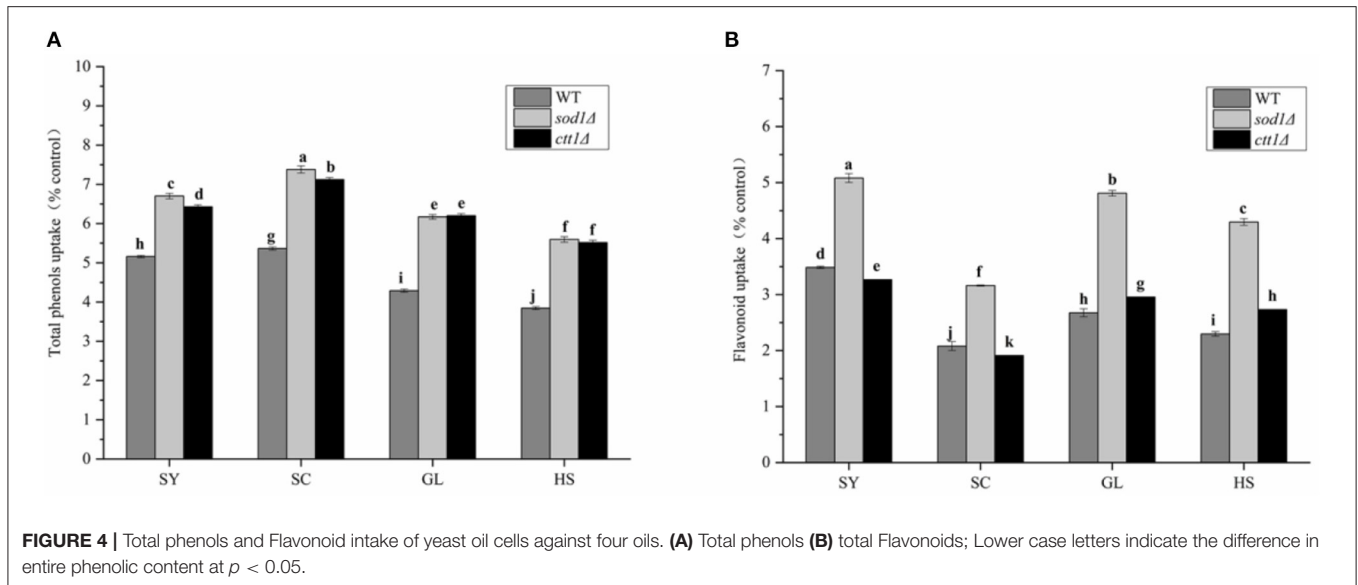 A
Total phenols uptake (% control)
10
9
8
7
6
5
4
3
2
1
0
WT
sod1Δ
ctt1Δ
h
c
d
g
a
b
i
e
e
j
f
f
SY
SC
GL
HS
B
Flavonoid uptake (% control)
7
6
5
4
3
2
1
0
WT
sod1Δ
ctt1Δ
d
a
e
j
f
k
h
b
g
i
c
h
SY
SC
GL
HS
FIGURE 4 | Total phenols and Flavonoid intake of yeast oil cells against four oils. (A) Total phenols (B) total Flavonoids; Lower case letters indicate the difference in
entire phenolic content at p < 0.05.